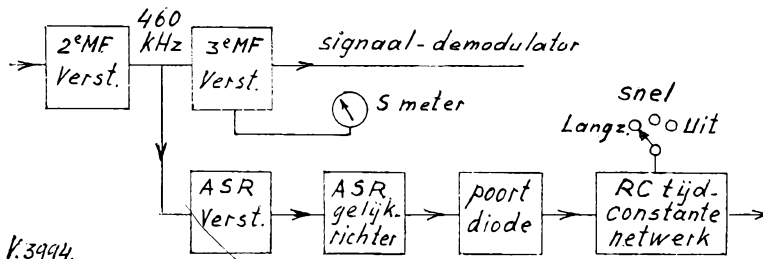 460
kHz
2e MF
Verst.
3e MF
Verst.
signaal-demodulator
S meter
snel
Langz.
Uit
ASR
Verst.
ASR
gelijk-
richter
poort
diode
RC tijd-
constante
netwerk
V.3994.